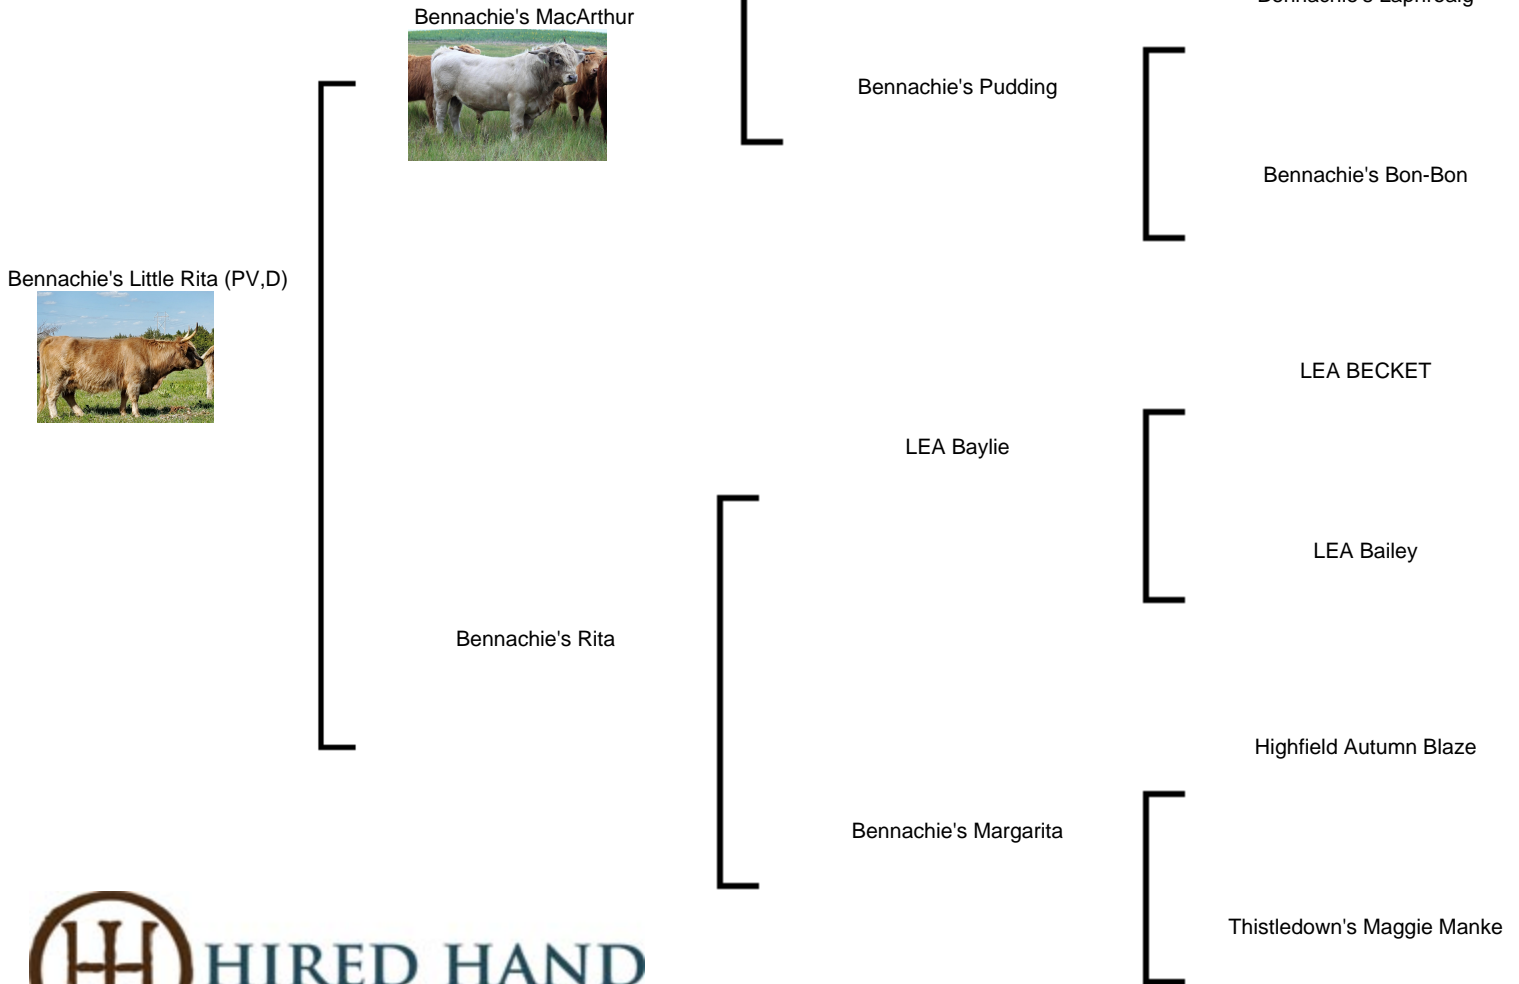 Bennachie's MacArthur
Bennachie's Pudding
Bennachie's Bon-Bon
Bennachie's Little Rita (PV,D)
LEA BECKET
LEA Baylie
LEA Bailey
Bennachie's Rita
Highfield Autumn Blaze
Bennachie's Margarita
Thistledown's Maggie Manke
HIRED HAND